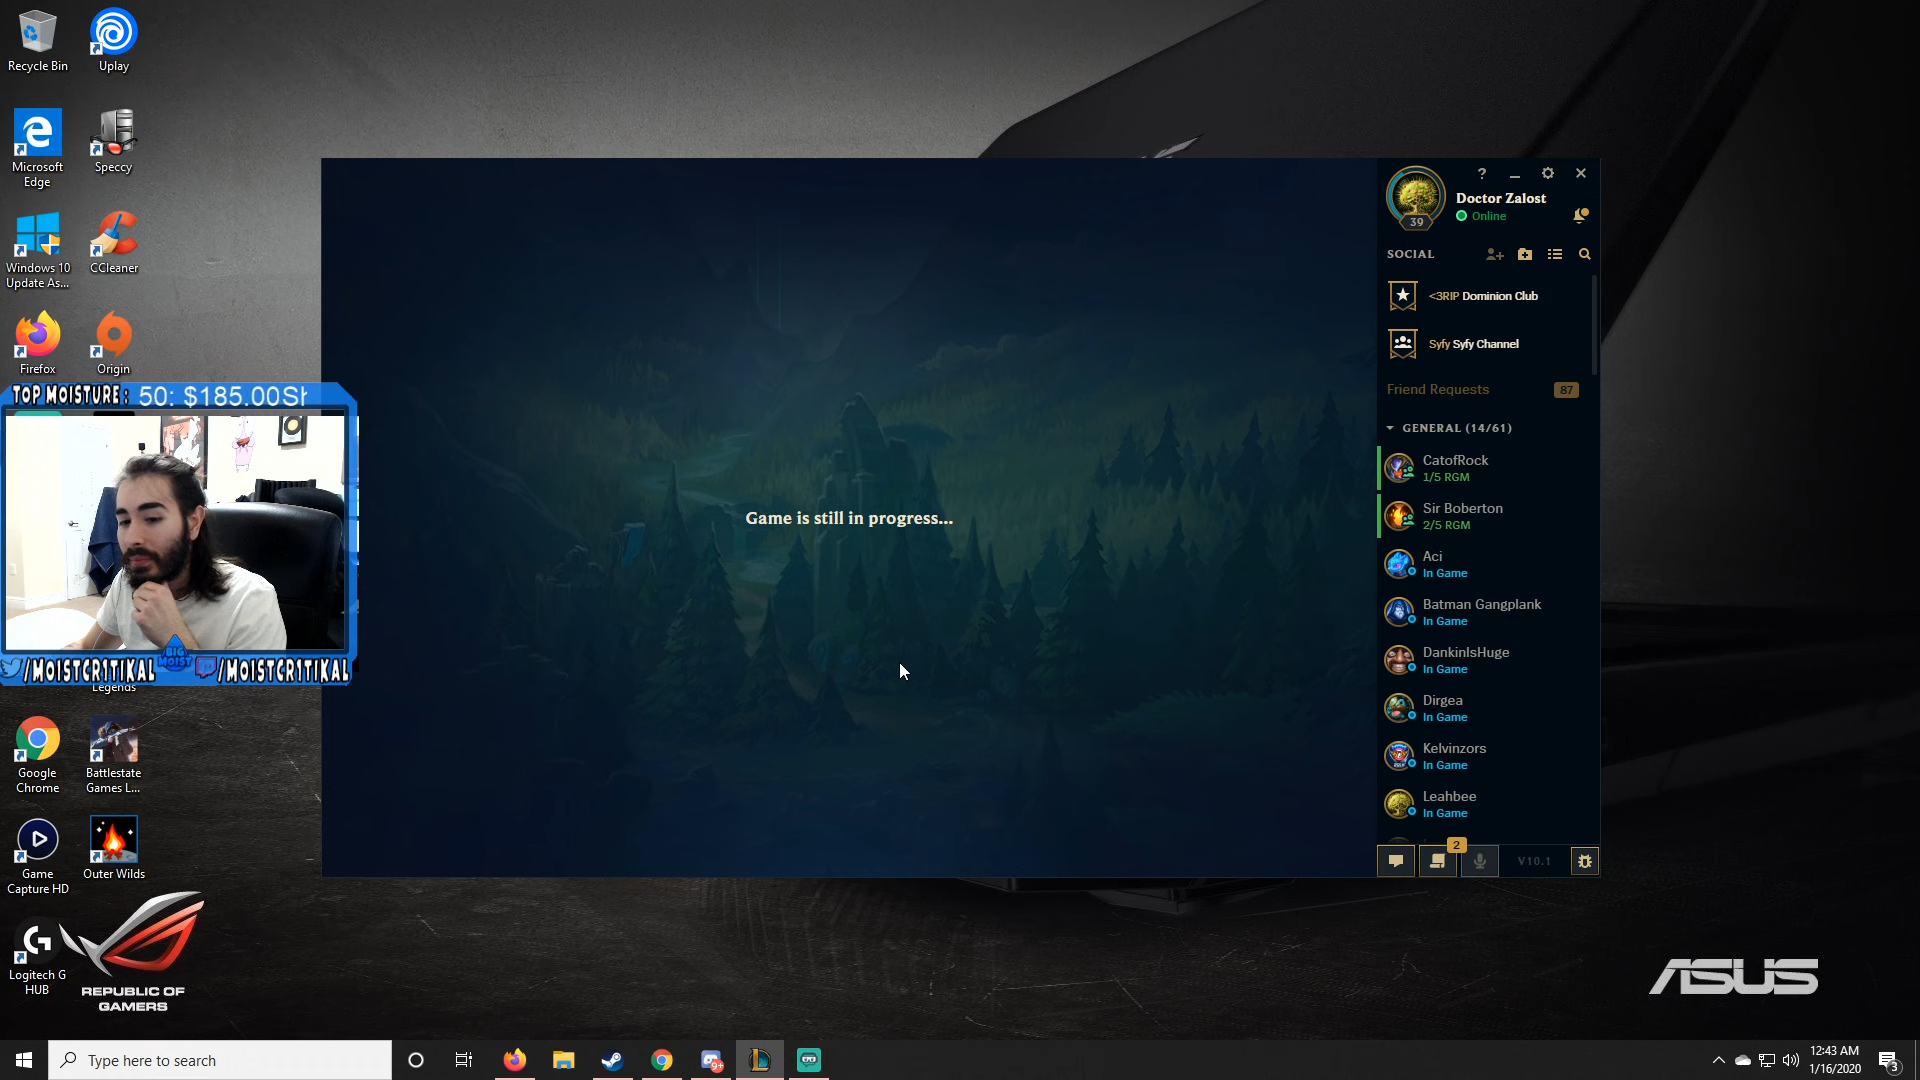 Recycle Bin
Uplay
Microsoft
Edge
Speccy
Windows 10
Update As...
CCleaner
Firefox
Origin
TOP MOISTURE :
50: $185.00Sh
/MOISTCR1TIKAL
BIG
MOIST
/MOISTCR1TIKAL
Legends
Google
Chrome
Battlestate
Games L...
Game
Capture HD
Outer Wilds
Logitech G
HUB
REPUBLIC OF
GAMERS
Game is still in progress...
?
Doctor Zalost
39
Online
SOCIAL
<3RIP Dominion Club
Syfy Syfy Channel
Friend Requests
87
GENERAL (14/61)
CatofRock
1/5 RGM
Sir Boberton
2/5 RGM
Aci
In Game
Batman Gangplank
In Game
DankinIsHuge
In Game
Dirgea
In Game
Kelvinzors
In Game
Leahbee
In Game
2
V10.1
ASUS
Type here to search
9+
12:43 AM
1/16/2020
3